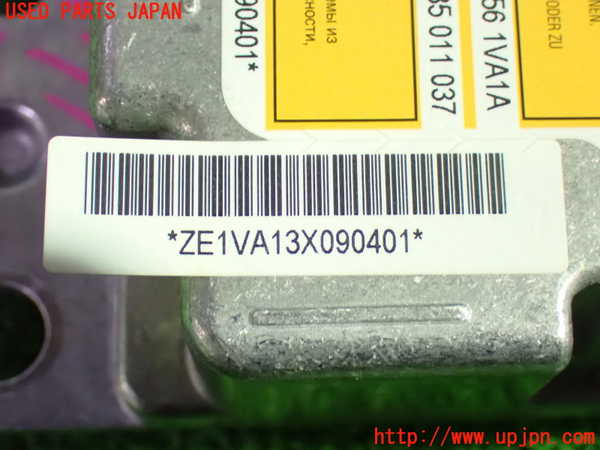 USED PARTS JAPAN
90401*
МЫ ИЗ
НОСТИ,
35 011 037
56 1VA1A
NEN.
ODER ZU
*ZE1VA13X090401*
http://www.upjpn.com/